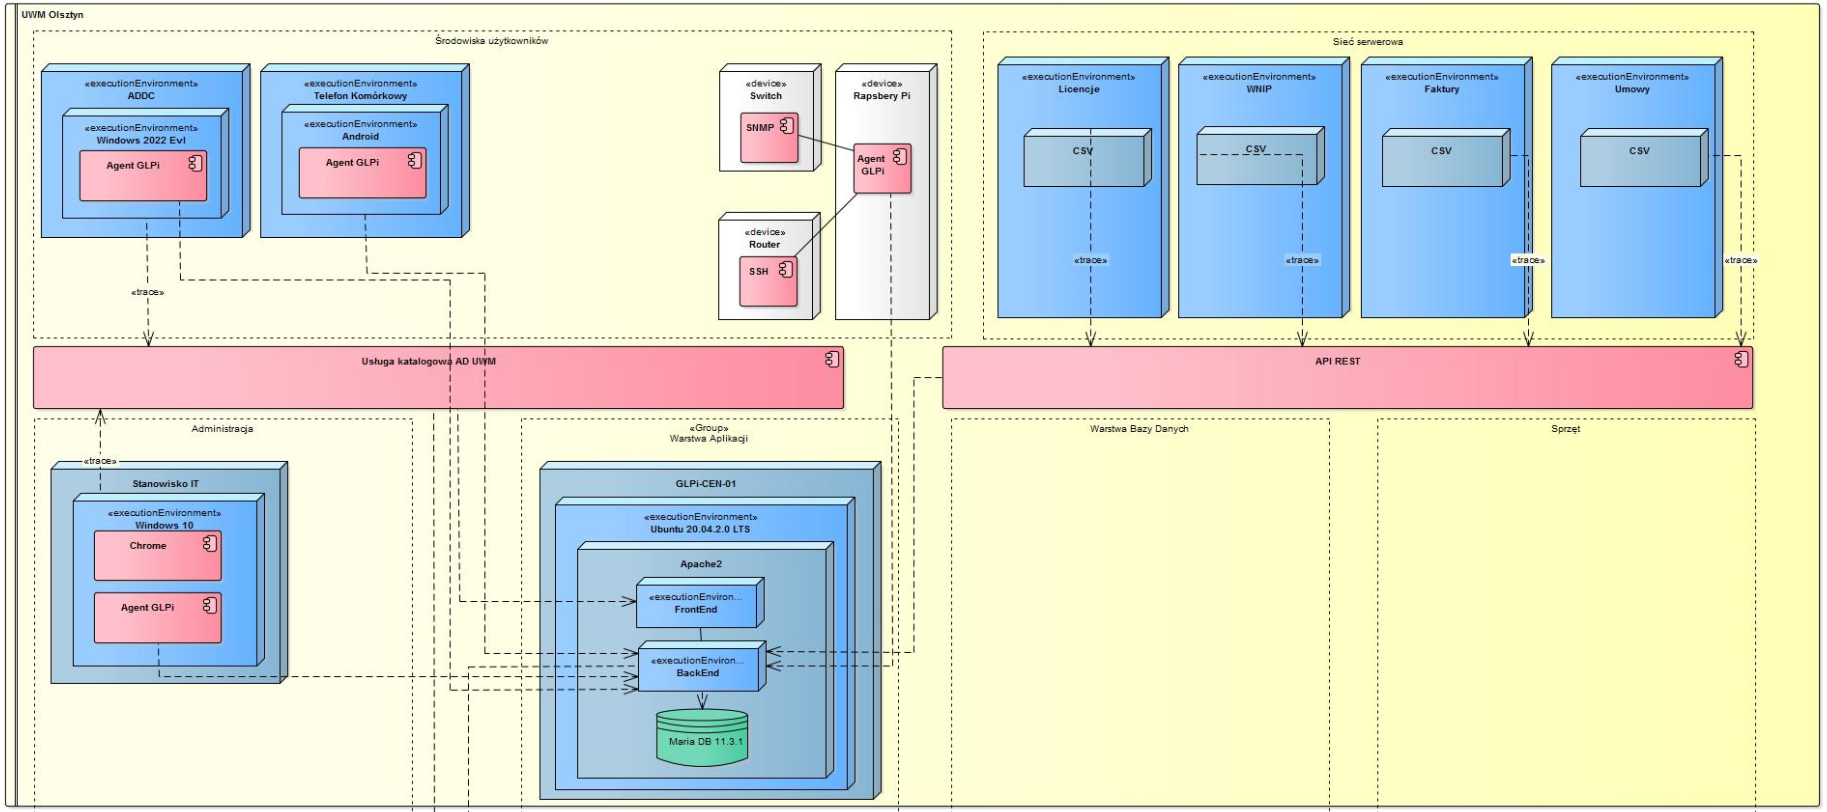 UWM Olsztyn
Środowiska użytkowników
«executionEnvironment»
ADDC
«executionEnvironment»
Windows 2022 Evl
Agent GLPi
«trace»
«executionEnvironment»
Telefon Komórkowy
«executionEnvironment»
Android
Agent GLPi
«device»
Switch
SNMP
«device»
Router
SSH
«device»
Rapsbery Pi
Agent
GLPi
Sieć serwerowa
«executionEnvironment»
Licencje
CSV
«trace»
«executionEnvironment»
WNIP
CSV
«trace»
«executionEnvironment»
Faktury
CSV
«trace»
«executionEnvironment»
Umowy
CSV
«trace»
Usługa katalogowa AD UWM
API REST
Administracja
«trace»
Stanowisko IT
«executionEnvironment»
Windows 10
Chrome
Agent GLPi
«Group»
Warstwa Aplikacji
GLPi-CEN-01
«executionEnvironment»
Ubuntu 20.04.2.0 LTS
Apache2
«executionEnviron...
FrontEnd
«executionEnviron...
BackEnd
Maria DB 11.3.1
Warstwa Bazy Danych
Sprzęt